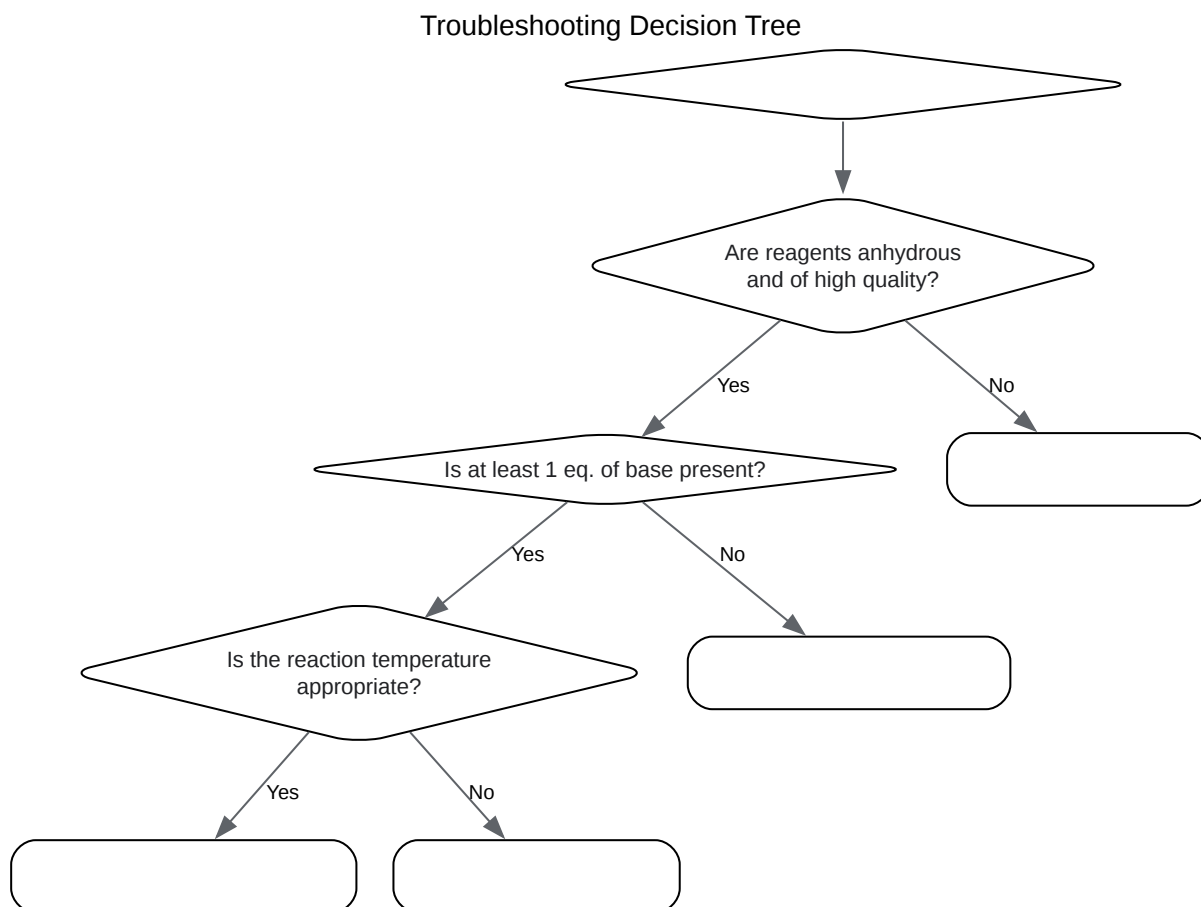 Troubleshooting Decision Tree
Are reagents anhydrous
and of high quality?
Yes
No
Is at least 1 eq. of base present?
Yes
No
Is the reaction temperature
appropriate?
Yes
No